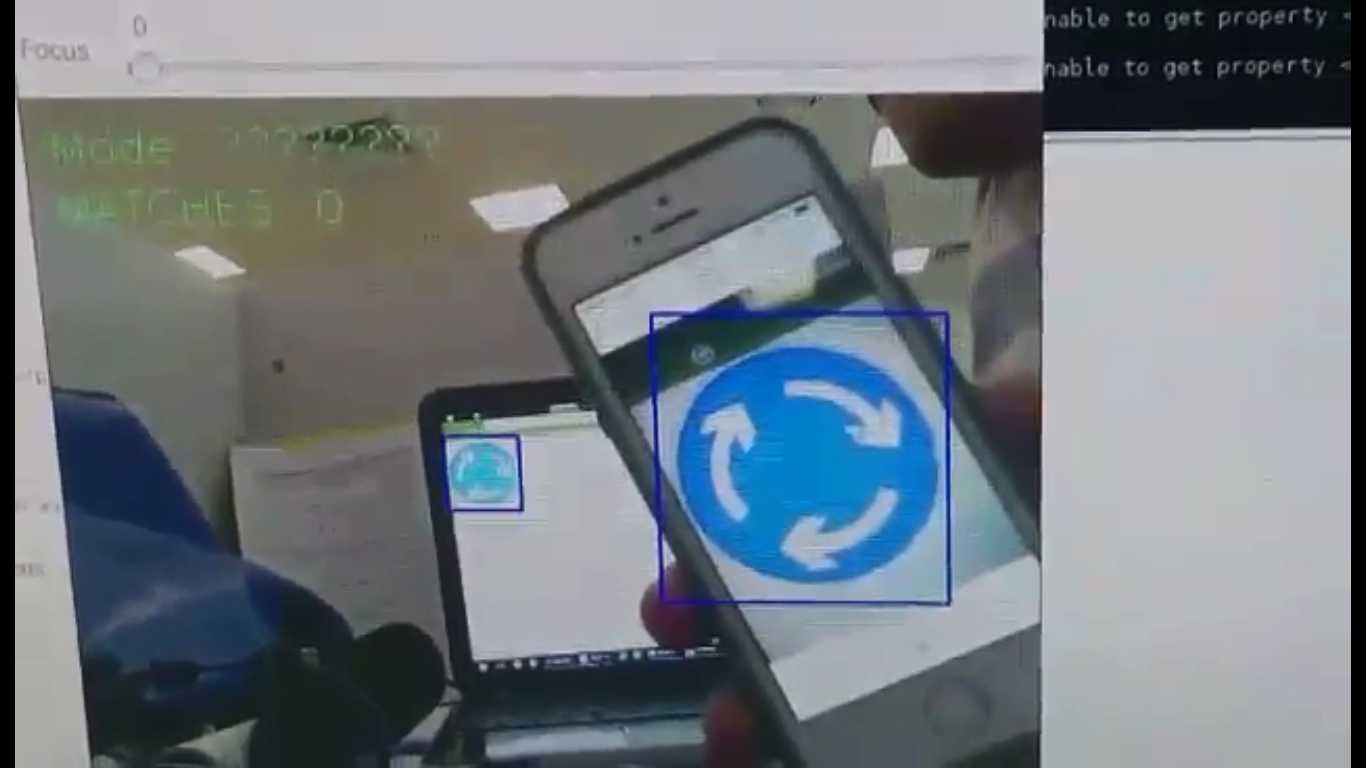 0
Focus
nable to get property <
nable to get property <
Mode ????????
MATCHES 0